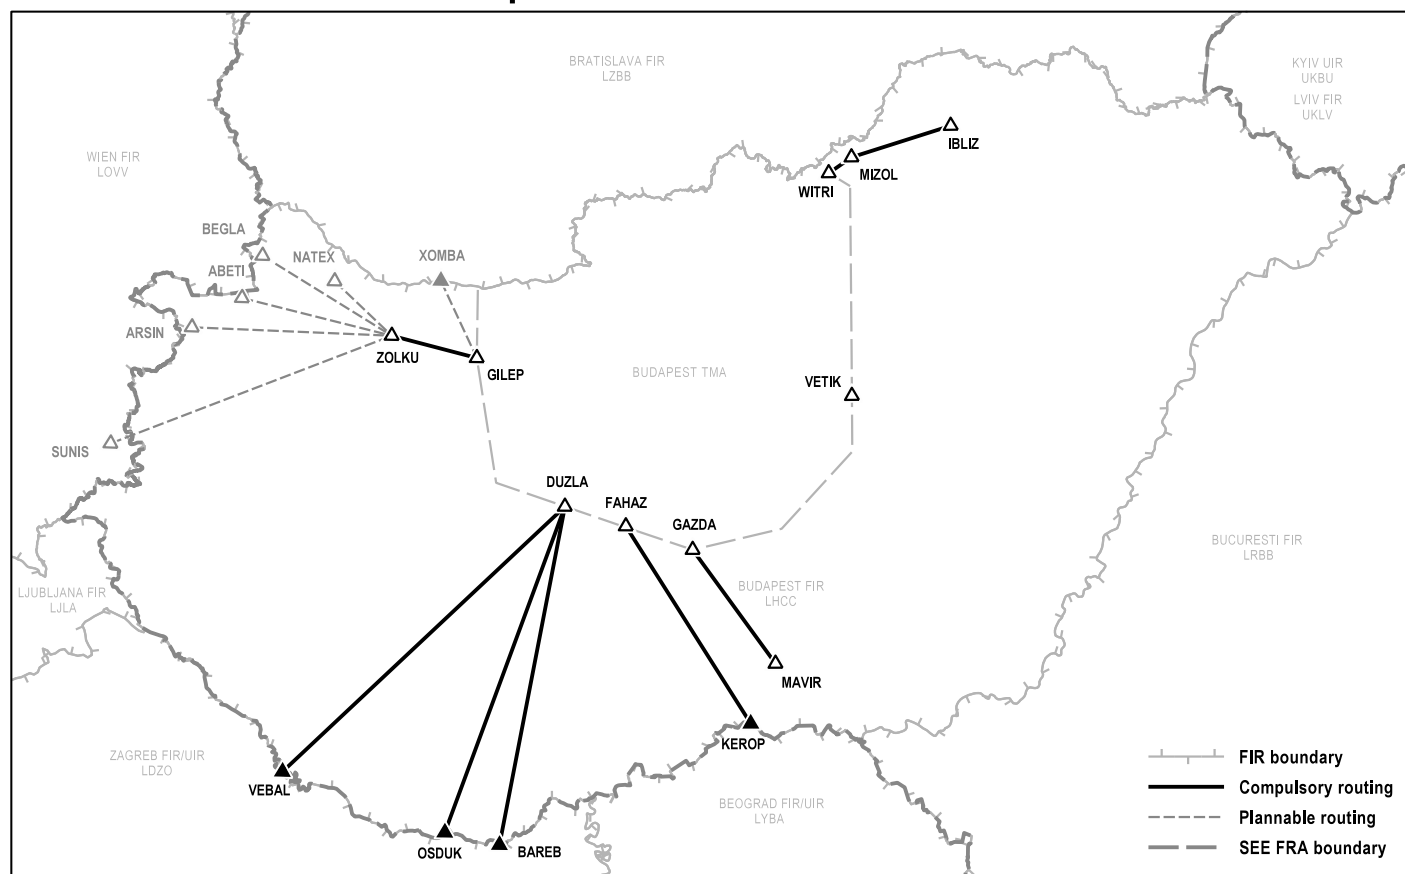 BRATISLAVA FIR
LZBB
KYIV UIR
UKBU
LVIV FIR
UKLV
WIEN FIR
LOVV
IBLIZ
MIZOL
WITRI
BEGLA
NATEX
XOMBA
ABETI
ARSIN
ZOLKU
GILEP
BUDAPEST TMA
VETIK
SUNIS
DUZLA
FAHAZ
GAZDA
BUCURESTI FIR
LRBB
LJUBLJANA FIR
LJLA
BUDAPEST FIR
LHCC
MAVIR
KEROP
ZAGREB FIR/UIR
LDZO
VEBAL
BEOGRAD FIR/UIR
LYBA
OSDUK
BAREB
FIR boundary
Compulsory routing
Plannable routing
SEE FRA boundary